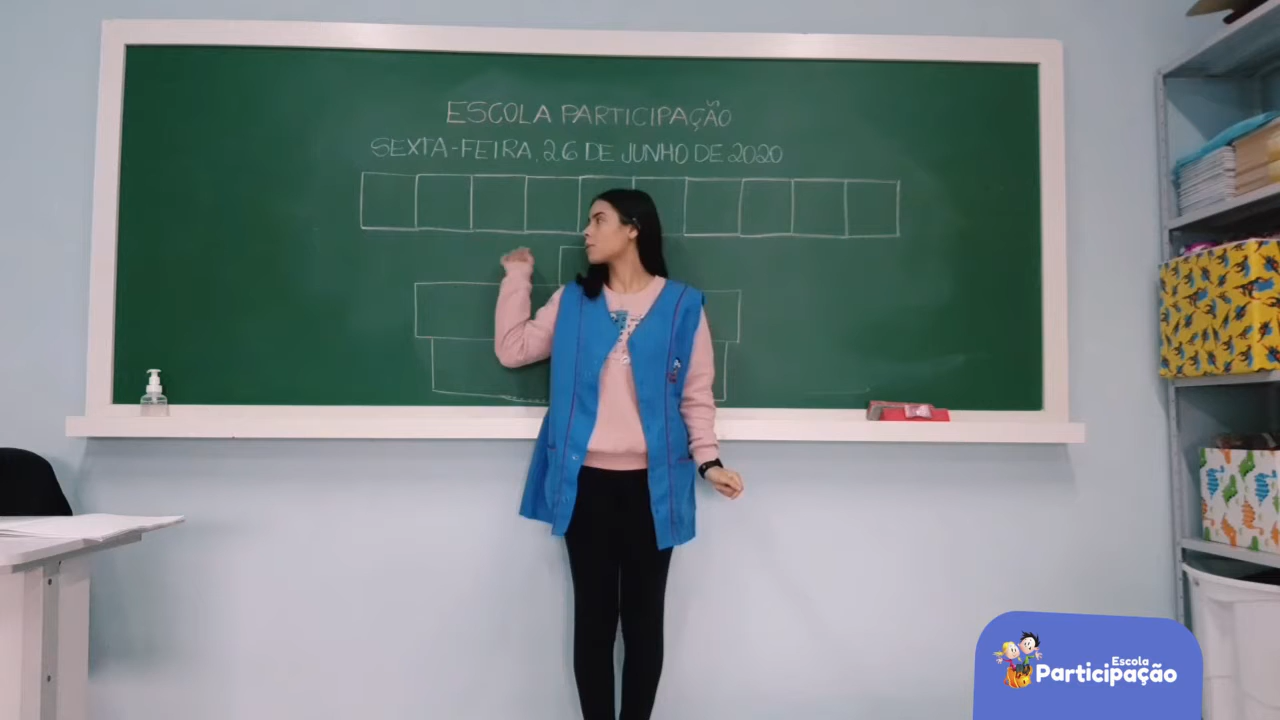 ESCOLA PARTICIPAÇÃO
SEXTA-FEIRA, 26 DE JUNHO DE 2020
Escola
Participação